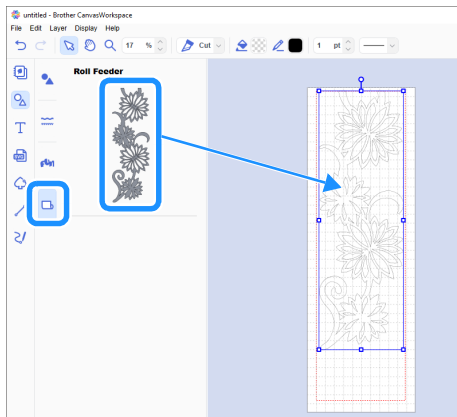 untitled - Brother CanvasWorkspace
File Edit Layer Display Help
17 % Cut 1 pt
Roll Feeder
T